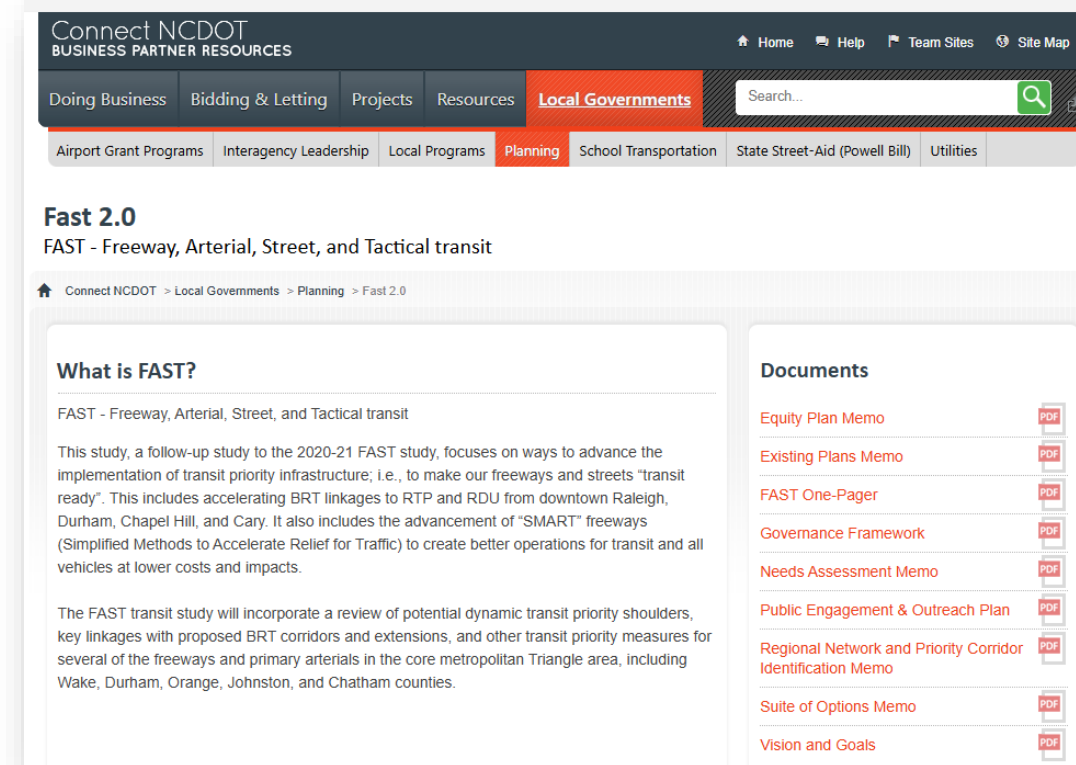 Connect NCDOT
BUSINESS PARTNER RESOURCES
Home Help Team Sites Site Map
Doing Business Bidding & Letting Projects Resources Local Governments
Search...
Airport Grant Programs Interagency Leadership Local Programs Planning School Transportation State Street-Aid (Powell Bill) Utilities
Fast 2.0
FAST - Freeway, Arterial, Street, and Tactical transit
Connect NCDOT > Local Governments > Planning > Fast 2.0
What is FAST?
FAST - Freeway, Arterial, Street, and Tactical transit
This study, a follow-up study to the 2020-21 FAST study, focuses on ways to advance the
implementation of transit priority infrastructure; i.e., to make our freeways and streets “transit
ready”. This includes accelerating BRT linkages to RTP and RDU from downtown Raleigh,
Durham, Chapel Hill, and Cary. It also includes the advancement of “SMART” freeways
(Simplified Methods to Accelerate Relief for Traffic) to create better operations for transit and all
vehicles at lower costs and impacts.
The FAST transit study will incorporate a review of potential dynamic transit priority shoulders,
key linkages with proposed BRT corridors and extensions, and other transit priority measures for
several of the freeways and primary arterials in the core metropolitan Triangle area, including
Wake, Durham, Orange, Johnston, and Chatham counties.
Documents
Equity Plan Memo PDF
Existing Plans Memo PDF
FAST One-Pager PDF
Governance Framework PDF
Needs Assessment Memo PDF
Public Engagement & Outreach Plan PDF
Regional Network and Priority Corridor PDF
Identification Memo
Suite of Options Memo PDF
Vision and Goals PDF